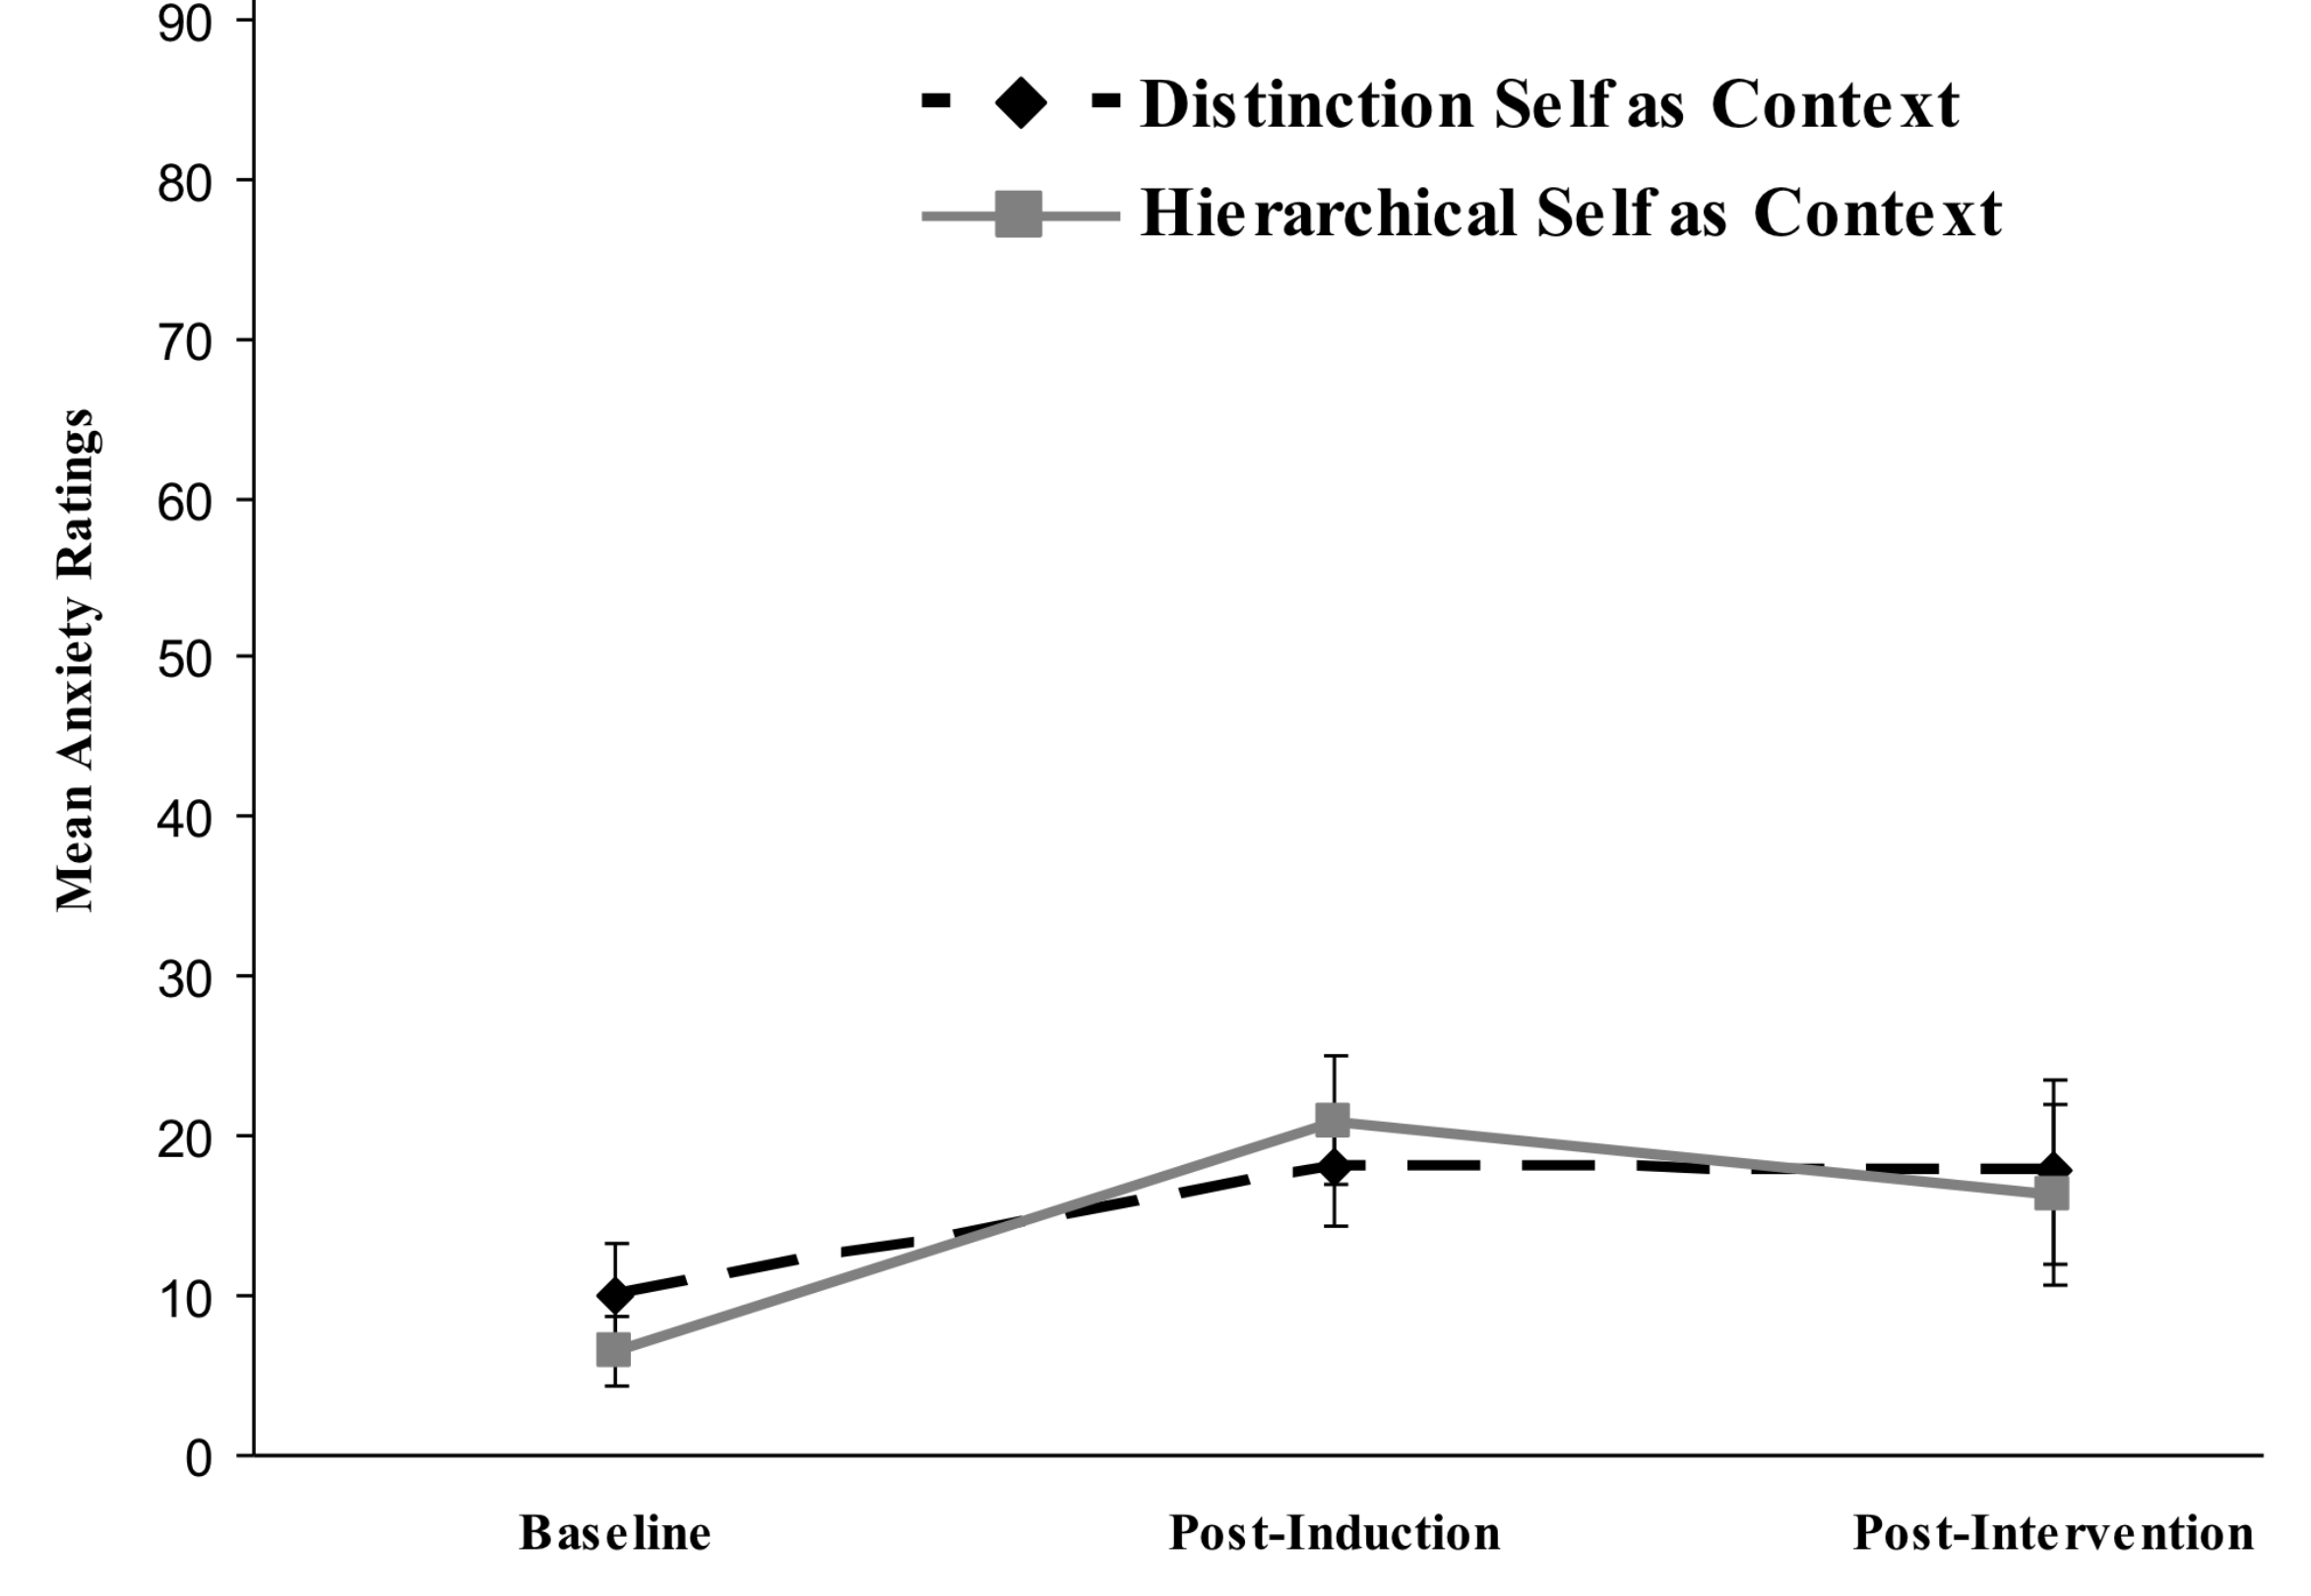 90
Distinction Self as Context
80
Hierarchical Self as Context
70
60
50
40
30
20
10
0
Mean Anxiety Ratings
Baseline
Post-Induction
Post-Intervention